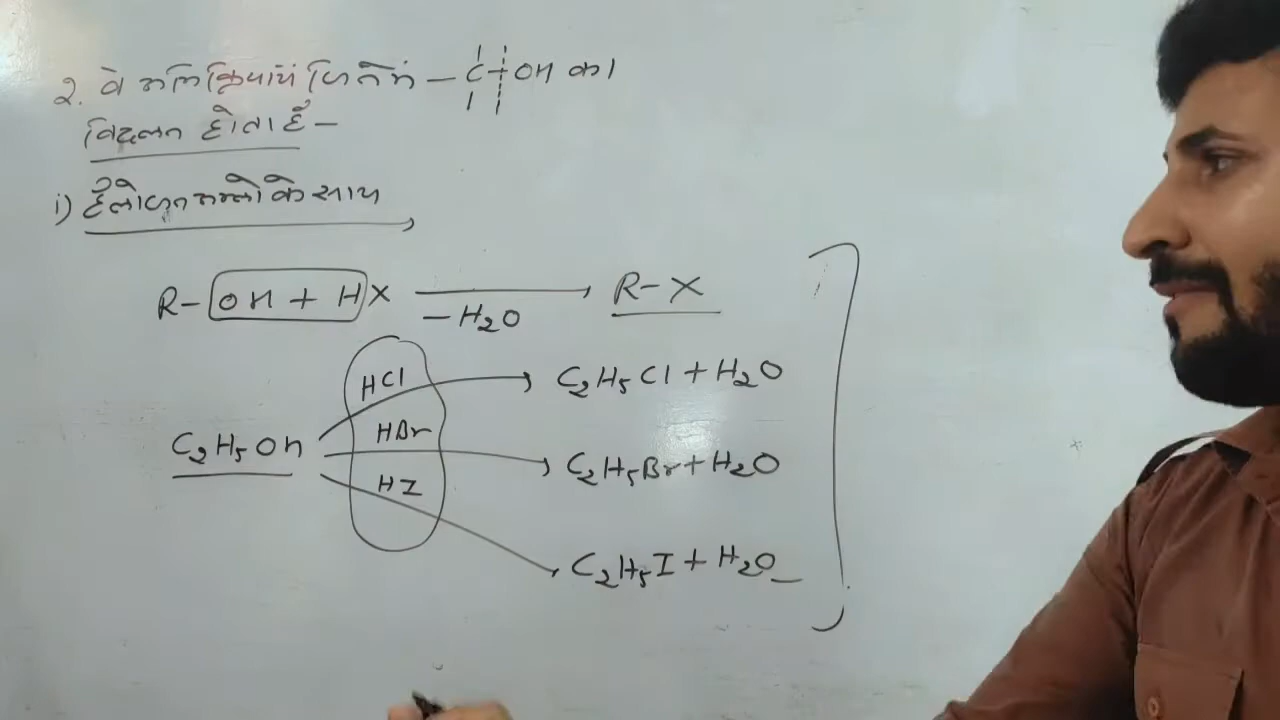 2. वे अभिक्रियायें जिनमें – C–OH का
विदलन होता है –
i) हैलोजन अम्लों के साथ
R–OH + HX → R–X
–H₂O
HCl → C₂H₅Cl + H₂O
C₂H₅OH HBr → C₂H₅Br + H₂O
HI → C₂H₅I + H₂O